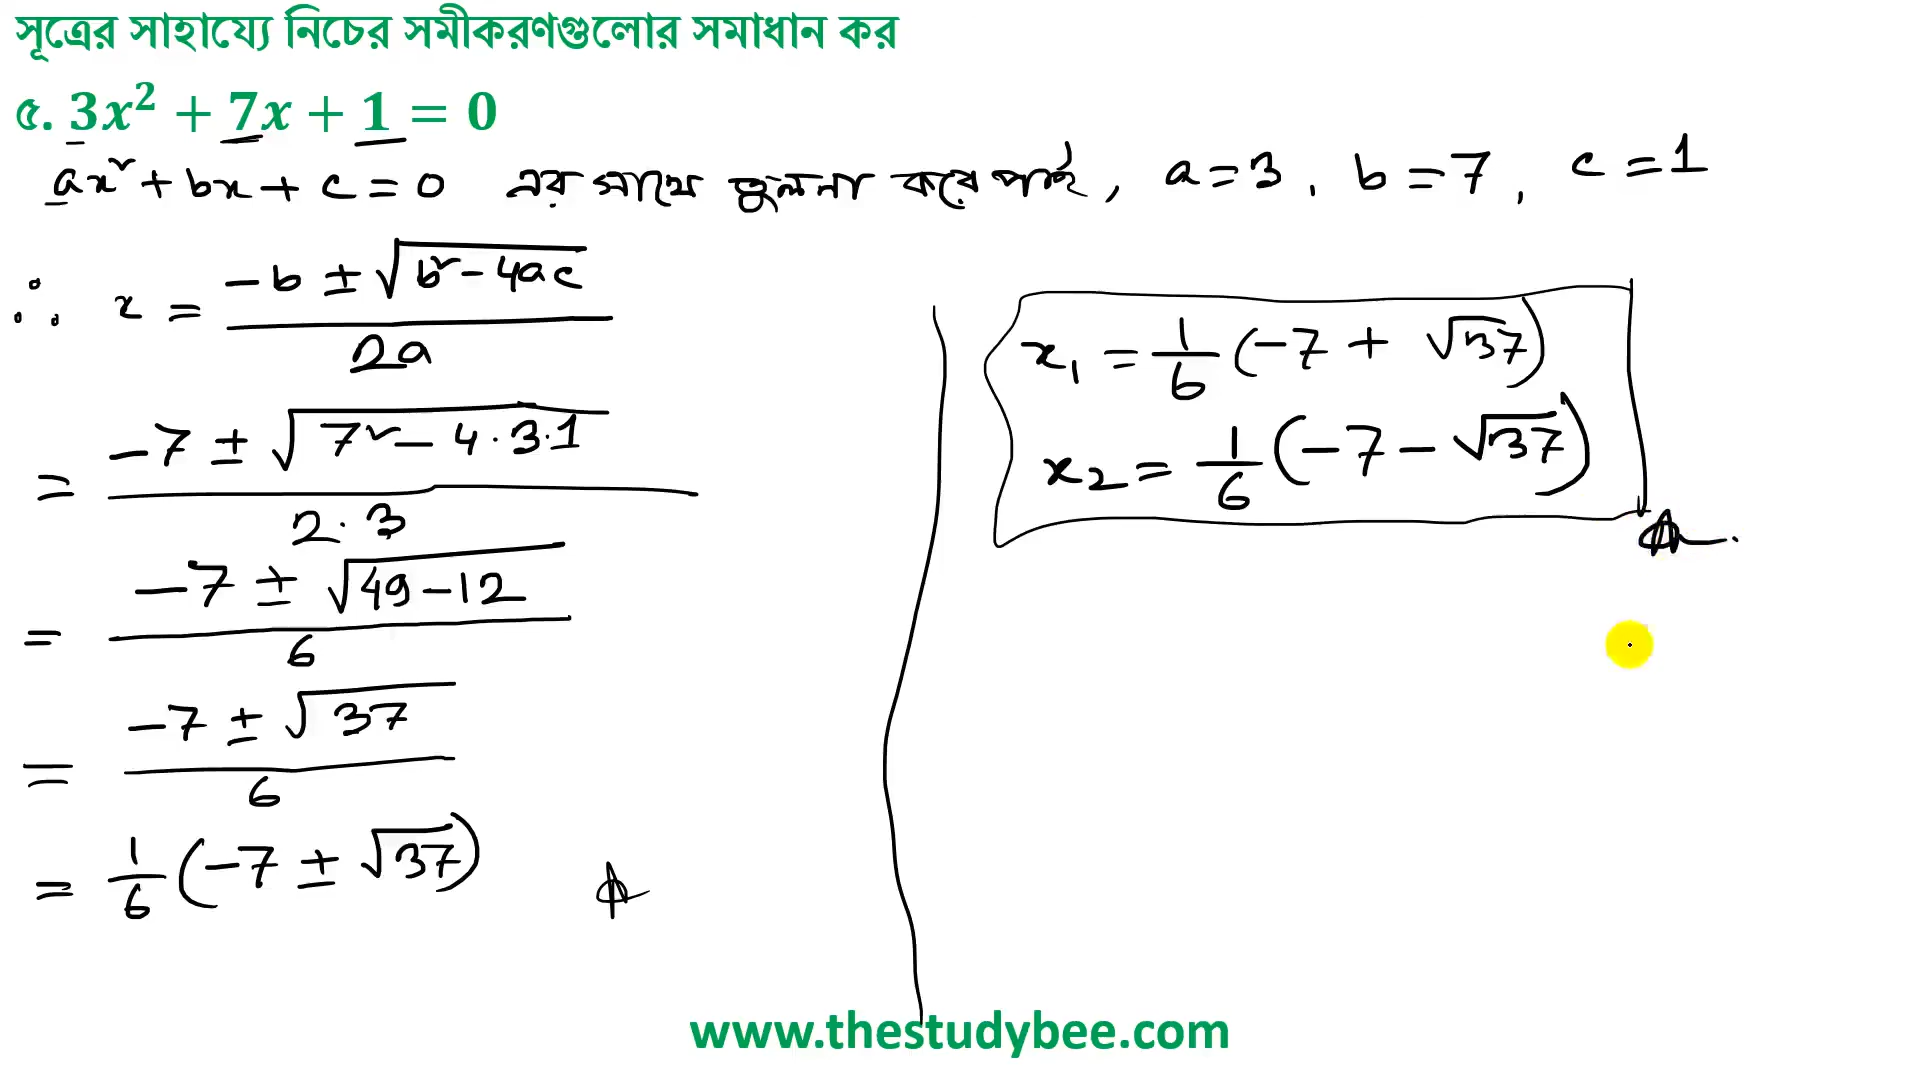 সূত্রের সাহায্যে নিচের সমীকরণগুলোর সমাধান কর
৫. 3x² + 7x + 1 = 0
ax² + bx + c = 0 এর সাথে তুলনা করে পাই, a = 3, b = 7, c = 1
∴ x = (-b ± √(b² - 4ac)) / 2a
= (-7 ± √(7² - 4·3·1)) / 2·3
= (-7 ± √(49 - 12)) / 6
= (-7 ± √37) / 6
= 1/6 (-7 ± √37)
x₁ = 1/6 (-7 + √37)
x₂ = 1/6 (-7 - √37)
www.thestudybee.com